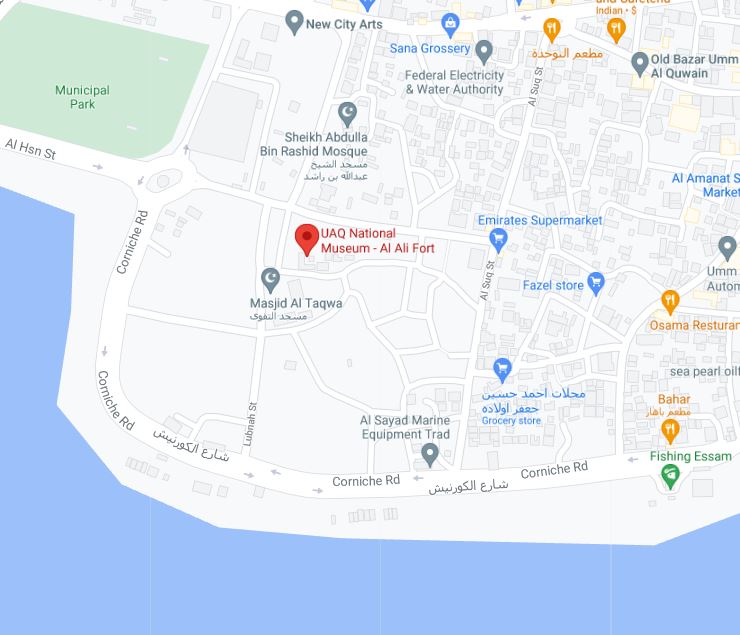 and Cafeteria
Indian • $
New City Arts
Sana Grossery
مطعم التوحدة
Old Bazar Umm
Al Quwain
Municipal
Park
Federal Electricity
& Water Authority
Al Suq St
Sheikh Abdulla
Bin Rashid Mosque
مسجد الشيخ
عبدالله بن راشد
Al Hsn St
Al Amanat S
Market
Corniche Rd
UAQ National
Museum - Al Ali Fort
Emirates Supermarket
Al Suq St
Umm
Autom
Fazel store
Masjid Al Taqwa
مسجد التقوى
Osama Resturan
sea pearl oilf
Corniche Rd
محلات احمد حسين
جعفر اولاده
Grocery store
Bahar
مطعم باهار
Lubnah St
Al Sayad Marine
Equipment Trad
شارع الكورنيش
Fishing Essam
Corniche Rd
Corniche Rd
شارع الكورنيش